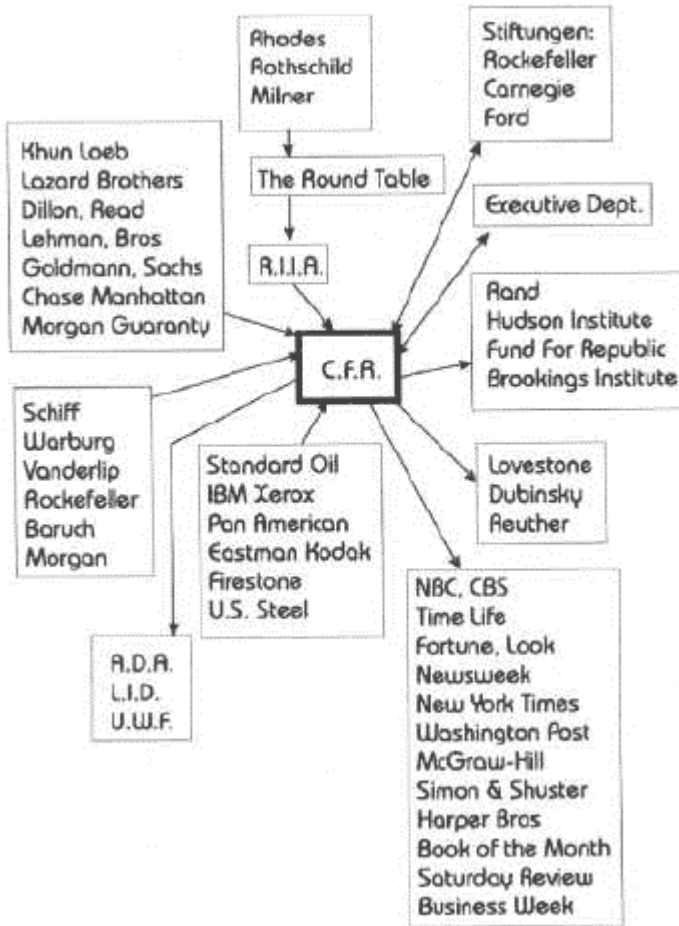 Rhodes
Rothschild
Milner
Stiftungen:
Rockefeller
Carnegie
Ford
Khun Loeb
Lazard Brothers
Dillon, Read
Lehman, Bros
Goldmann, Sachs
Chase Manhattan
Morgan Guaranty
The Round Table
Executive Dept.
R.I.I.A.
Rand
Hudson Institute
Fund For Republic
Brookings Institute
C.F.R.
Schiff
Warburg
Vanderlip
Rockefeller
Baruch
Morgan
Standard Oil
IBM Xerox
Pan American
Eastman Kodak
Firestone
U.S. Steel
Lovestone
Dubinsky
Reuther
A.D.A.
L.I.D.
U.W.F.
NBC, CBS
Time Life
Fortune, Look
Newsweek
New York Times
Washington Post
McGraw-Hill
Simon & Shuster
Harper Bros
Book of the Month
Saturday Review
Business Week